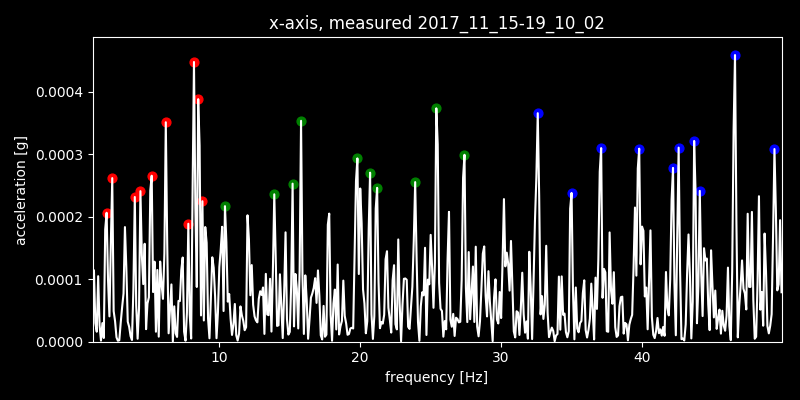 x-axis, measured 2017_11_15-19_10_02
acceleration [g]
0.0004
0.0003
0.0002
0.0001
0.0000
10 20 30 40
frequency [Hz]